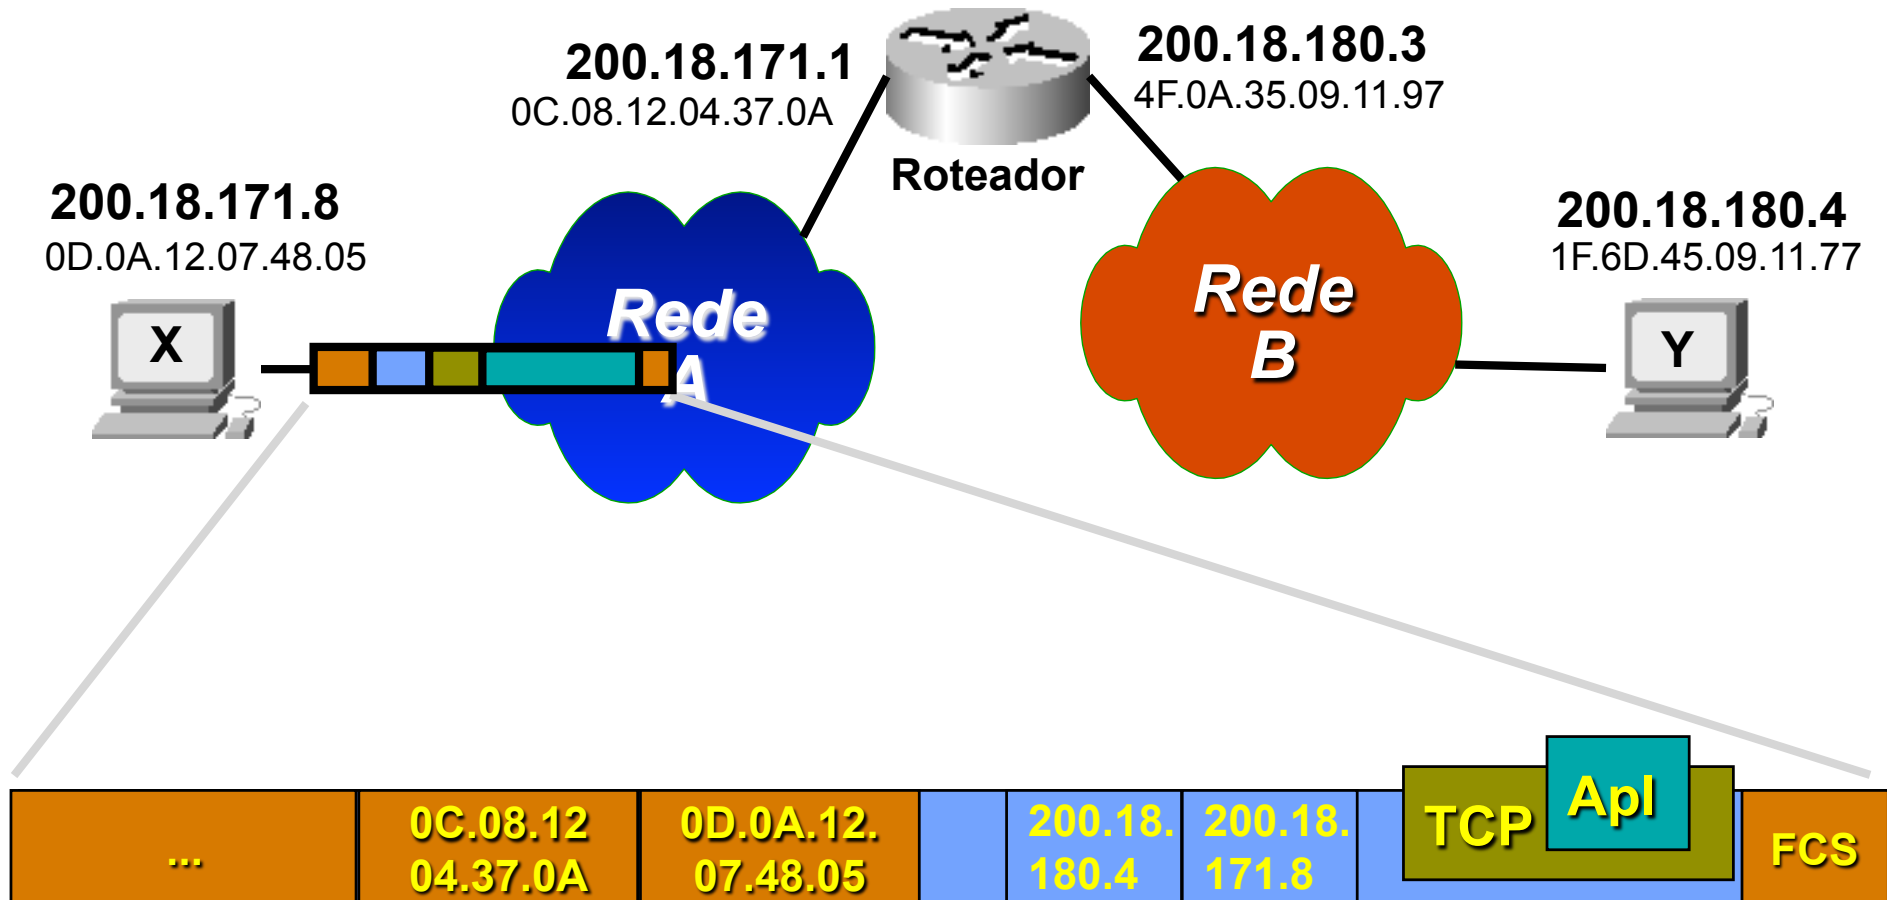 200.18.171.1
0C.08.12.04.37.0A
200.18.180.3
4F.0A.35.09.11.97
Roteador
200.18.171.8
0D.0A.12.07.48.05
200.18.180.4
1F.6D.45.09.11.77
X
Rede
A
Rede
B
Y
...
0C.08.12
04.37.0A
0D.0A.12.
07.48.05
200.18.
180.4
200.18.
171.8
TCP
Apl
FCS